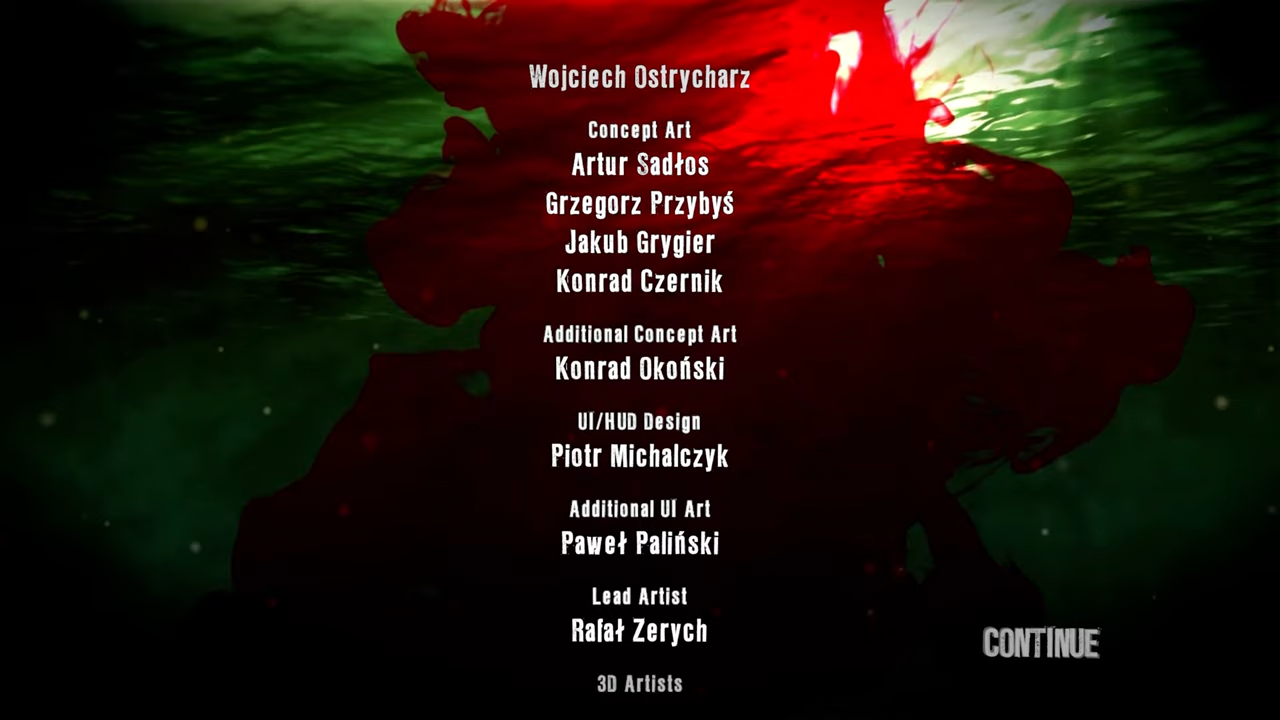 Wojciech Ostrycharz
Concept Art
Artur Sadłos
Grzegorz Przybyś
Jakub Grygier
Konrad Czernik
Additional Concept Art
Konrad Okoński
UI/HUD Design
Piotr Michalczyk
Additional UI Art
Paweł Paliński
Lead Artist
Rafał Zerych
CONTINUE
3D Artists